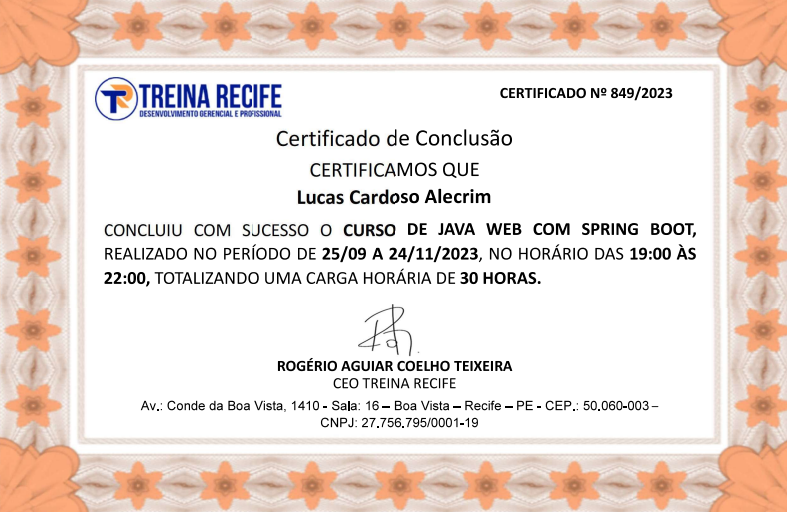 TREINA RECIFE
DESENVOLVIMENTO GERENCIAL E PROFISSIONAL
CERTIFICADO Nº 849/2023
Certificado de Conclusão
CERTIFICAMOS QUE
Lucas Cardoso Alecrim
CONCLUIU COM SUCESSO O CURSO DE JAVA WEB COM SPRING BOOT,
REALIZADO NO PERÍODO DE 25/09 A 24/11/2023, NO HORÁRIO DAS 19:00 ÀS
22:00, TOTALIZANDO UMA CARGA HORÁRIA DE 30 HORAS.
ROGÉRIO AGUIAR COELHO TEIXEIRA
CEO TREINA RECIFE
Av.: Conde da Boa Vista, 1410 - Sala: 16 – Boa Vista – Recife – PE - CEP.: 50.060-003 –
CNPJ: 27.756.795/0001-19